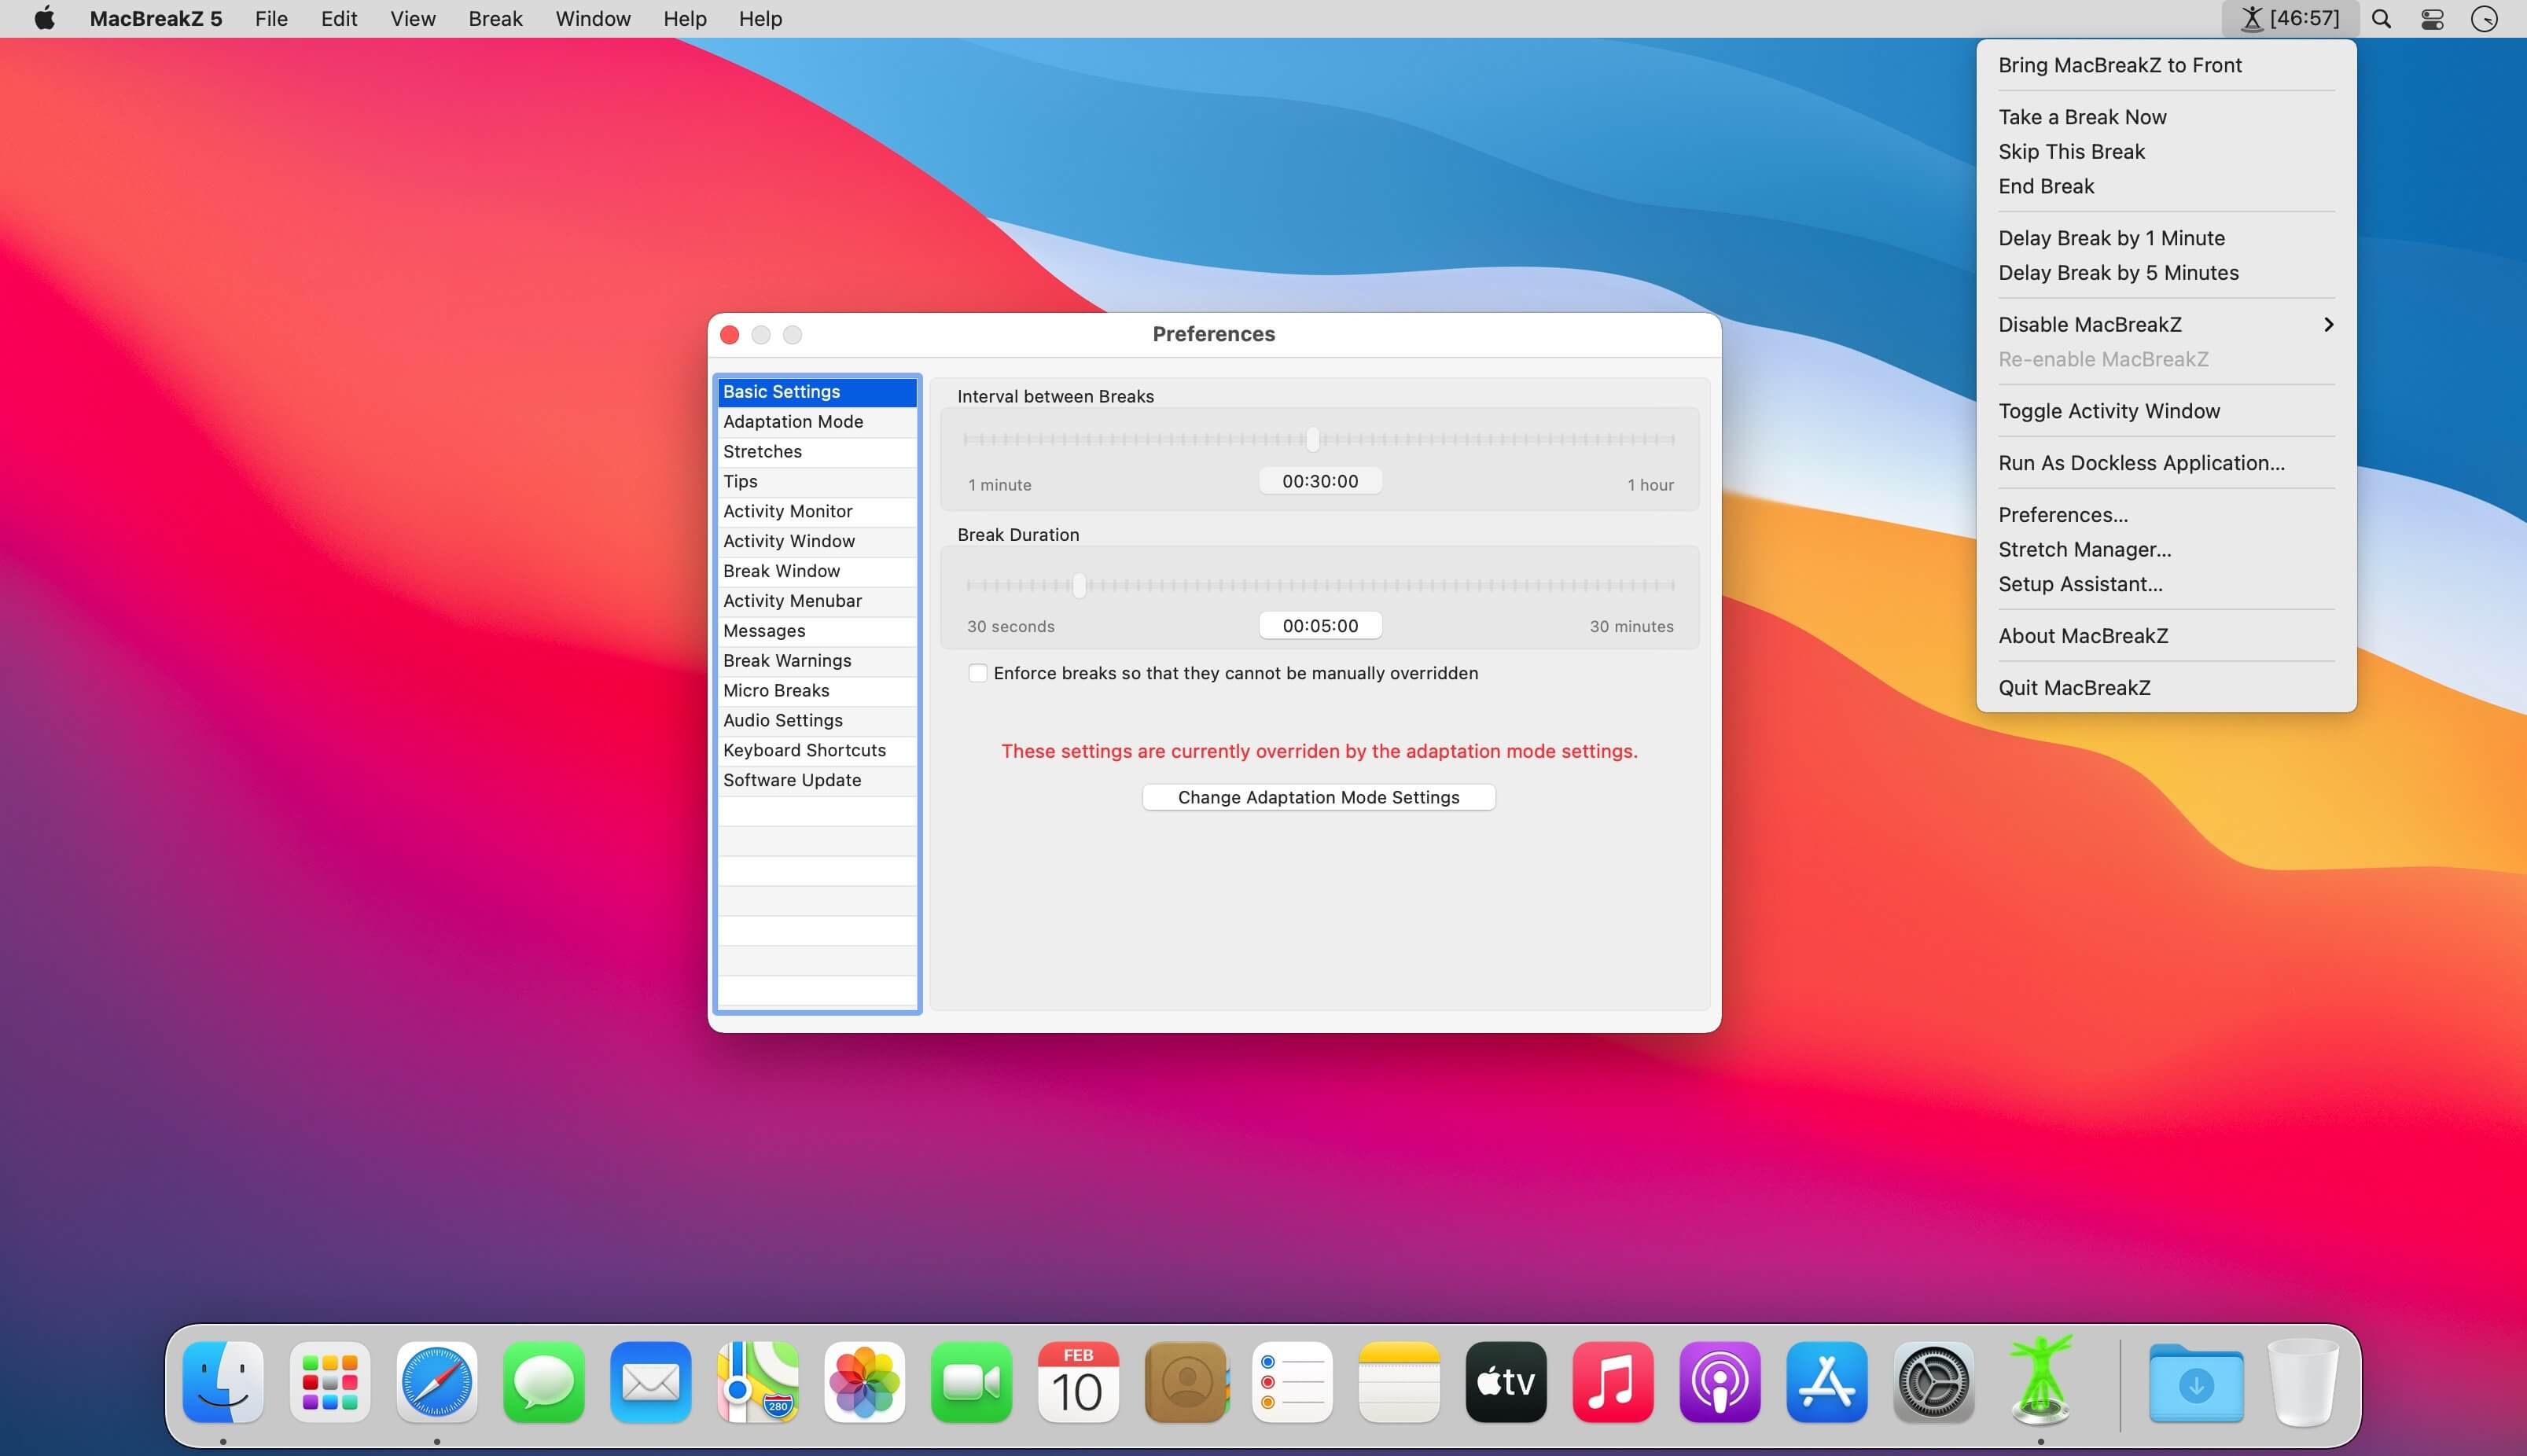 MacBreakZ 5 File Edit View Break Window Help Help [46:57]
Bring MacBreakZ to Front
Take a Break Now
Skip This Break
End Break
Delay Break by 1 Minute
Delay Break by 5 Minutes
Disable MacBreakZ
Re-enable MacBreakZ
Toggle Activity Window
Run As Dockless Application...
Preferences...
Stretch Manager...
Setup Assistant...
About MacBreakZ
Quit MacBreakZ
Preferences
Basic Settings
Adaptation Mode
Stretches
Tips
Activity Monitor
Activity Window
Break Window
Activity Menubar
Messages
Break Warnings
Micro Breaks
Audio Settings
Keyboard Shortcuts
Software Update
Interval between Breaks
1 minute 00:30:00 1 hour
Break Duration
30 seconds 00:05:00 30 minutes
Enforce breaks so that they cannot be manually overridden
These settings are currently overriden by the adaptation mode settings.
Change Adaptation Mode Settings
280
FEB
10
tv